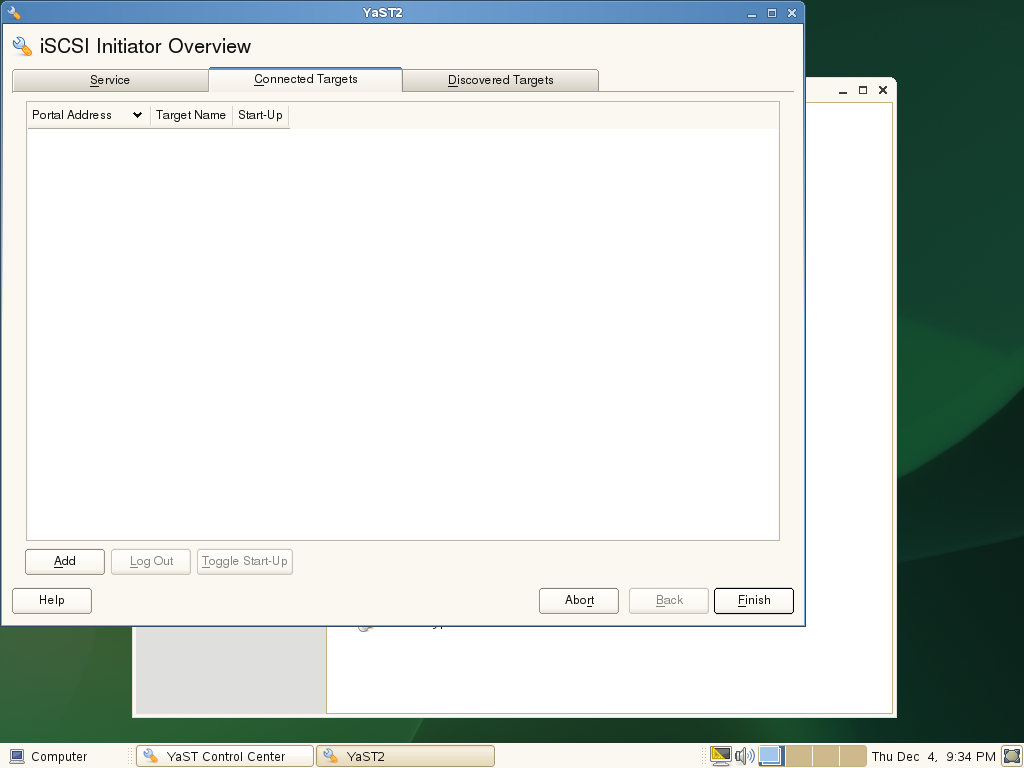 YaST2
iSCSI Initiator Overview
Service Connected Targets Discovered Targets
Portal Address Target Name Start-Up
Add Log Out Toggle Start-Up
Help Abort Back Finish
Computer YaST Control Center YaST2 Thu Dec 4, 9:34 PM